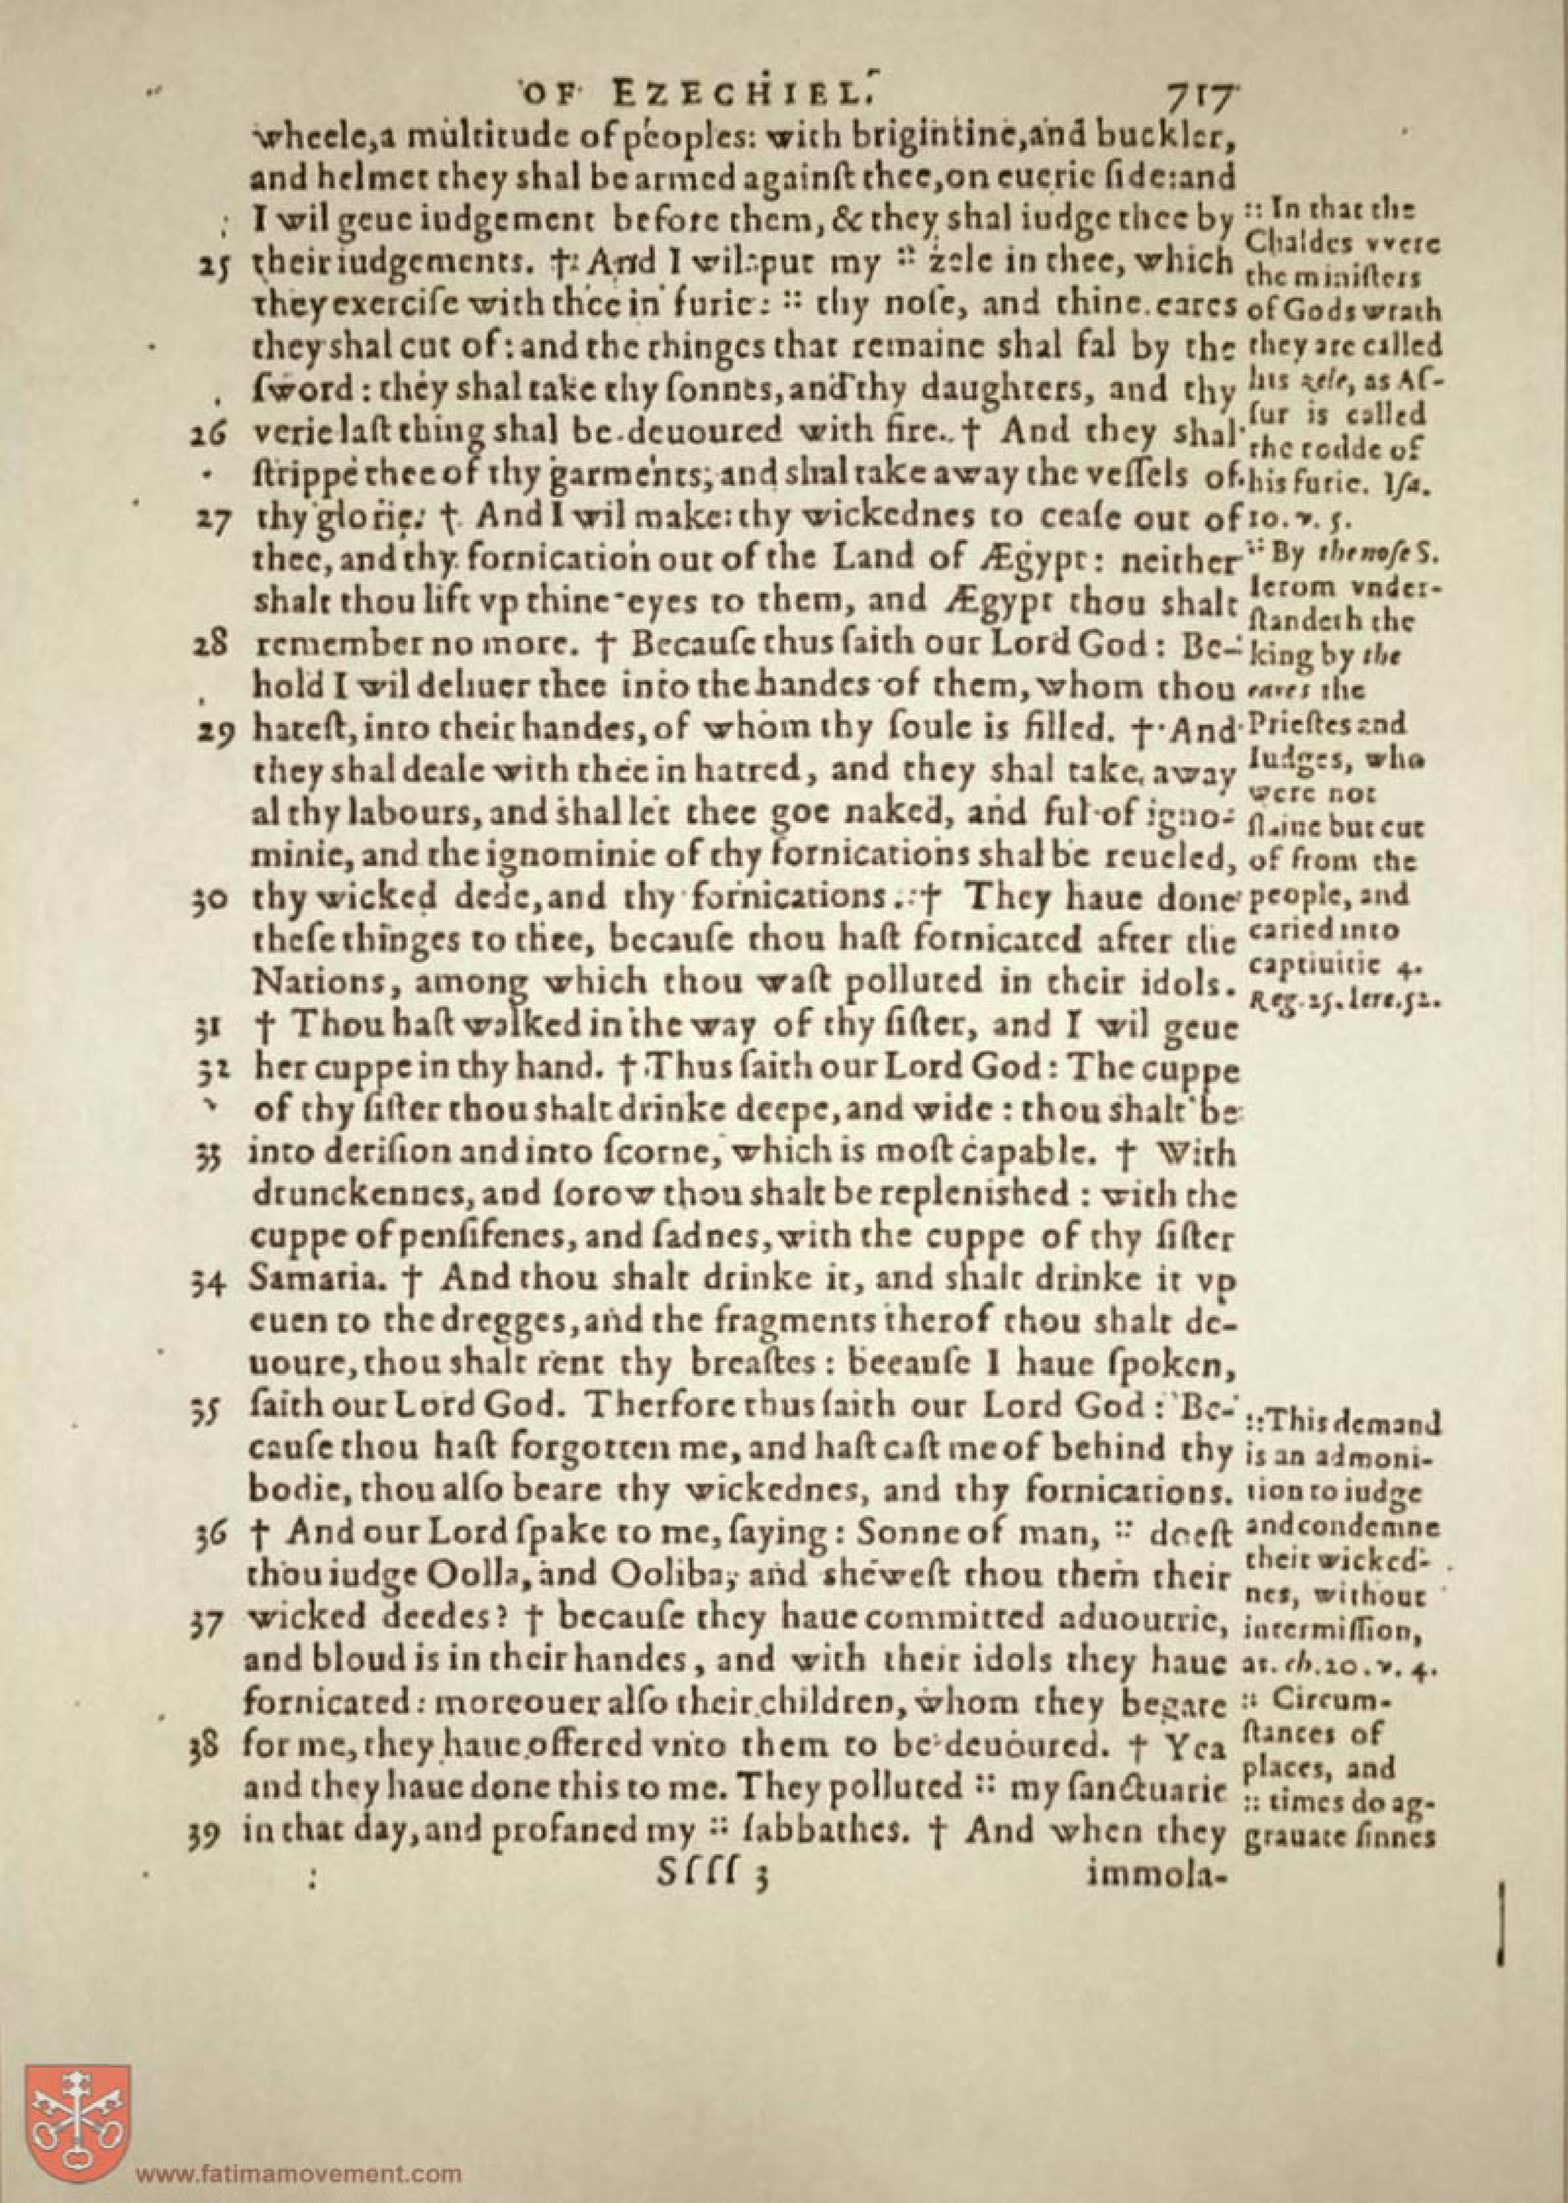 OF EZECHIEL. 717
wheele, a multitude of peoples: with brigintine, and buckler,
and helmet they shal be armed againſt thee, on euerie ſide: and
I wil geue iudgement before them, & they shal iudge thee by
25 their iudgements. † And I wil put my :: zele in thee, which
they exerciſe with thee in furie: :: thy noſe, and thine eares
they shal cut of: and the thinges that remaine shal fal by the
ſword: they shal take thy ſonnes, and thy daughters, and thy
26 verie laſt thing shal be deuoured with fire. † And they shal
ſtrippe thee of thy garments, and shal take away the veſſels of
27 thy glorie. † And I wil make thy wickednes to ceaſe out of
thee, and thy fornication out of the Land of Ægypt: neither
shalt thou lift vp thine eyes to them, and Ægypt thou shalt
28 remember no more. † Becauſe thus ſaith our Lord God: Be-
hold I wil deliuer thee into the handes of them, whom thou
29 hateſt, into their handes, of whom thy ſoule is filled. † And
they shal deale with thee in hatred, and they shal take away
al thy labours, and shal let thee goe naked, and ful of igno-
minie, and the ignominie of thy fornications shal be reueled,
30 thy wicked dede, and thy fornications. † They haue done
theſe thinges to thee, becauſe thou haſt fornicated after the
Nations, among which thou waſt polluted in their idols.
31 † Thou haſt walked in the way of thy ſiſter, and I wil geue
32 her cuppe in thy hand. † Thus ſaith our Lord God: The cuppe
of thy ſiſter thou shalt drinke deepe, and wide: thou shalt be
33 into deriſion and into ſcorne, which is moſt capable. † With
drunckennes, and ſorow thou shalt be replenished: with the
cuppe of penſifenes, and ſadnes, with the cuppe of thy ſiſter
34 Samaria. † And thou shalt drinke it, and shalt drinke it vp
euen to the dregges, and the fragments therof thou shalt de-
uoure, thou shalt rent thy breaſtes: beeauſe I haue ſpoken,
35 ſaith our Lord God. Therfore thus ſaith our Lord God: Be-
cauſe thou haſt forgotten me, and haſt caſt me of behind thy
bodie, thou alſo beare thy wickednes, and thy fornications.
36 † And our Lord ſpake to me, ſaying: Sonne of man, :: doeſt
thou iudge Oolla, and Ooliba, and sheweſt thou them their
37 wicked deedes? † becauſe they haue committed aduoutrie,
and bloud is in their handes, and with their idols they haue
fornicated: moreouer alſo their children, whom they begate
38 for me, they haue offered vnto them to be deuoured. † Yea
and they haue done this to me. They polluted :: my ſanctuarie
39 in that day, and profaned my :: ſabbathes. † And when they
Sſſſ 3 immola-
:: In that the
Chaldes vvere
the miniſters
of Gods wrath
they are called
his zele, as Aſ-
ſur is called
the rodde of
his furie. Iſa.
10. v. 5.
:: By the noſe S.
Ierom vnder-
ſtandeth the
king by the
eares the
Prieſtes and
Iudges, who
were not
ſlaine but cut
of from the
people, and
caried into
captiuitie 4.
Reg. 25. Iere. 52.
:: This demand
is an admoni-
tion to iudge
and condemne
their wicked-
nes, without
intermiſſion,
as. ch. 20. v. 4.
:: Circum-
ſtances of
places, and
:: times do ag-
grauate ſinnes
www.fatimamovement.com